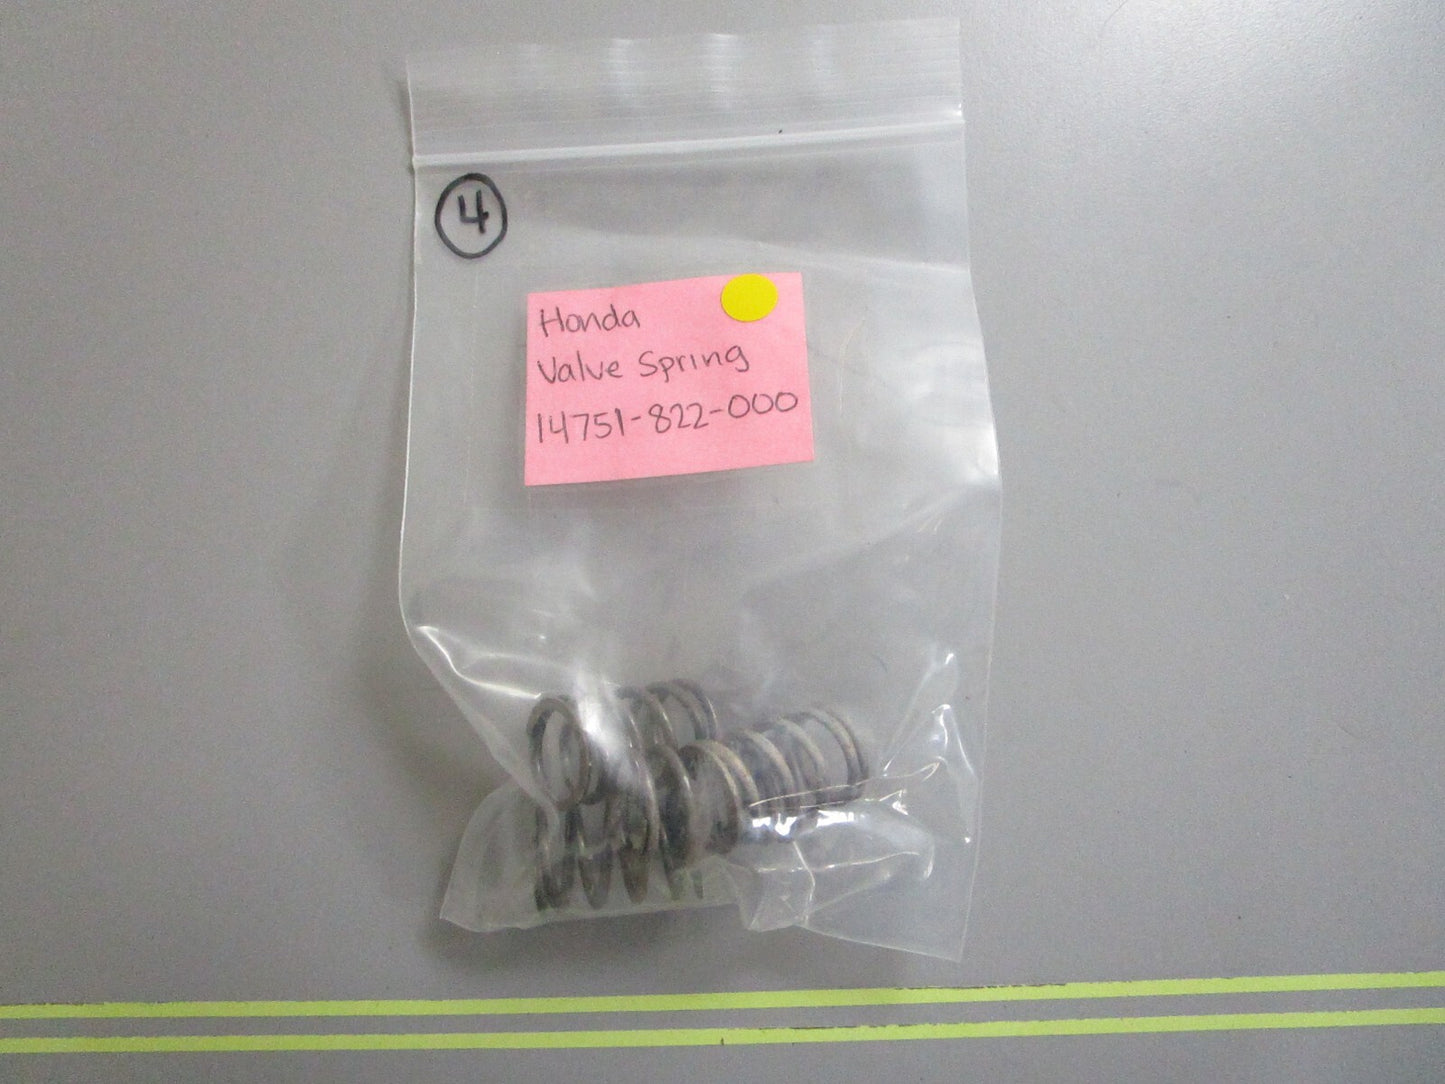 4
Honda
Valve Spring
14751-822-000